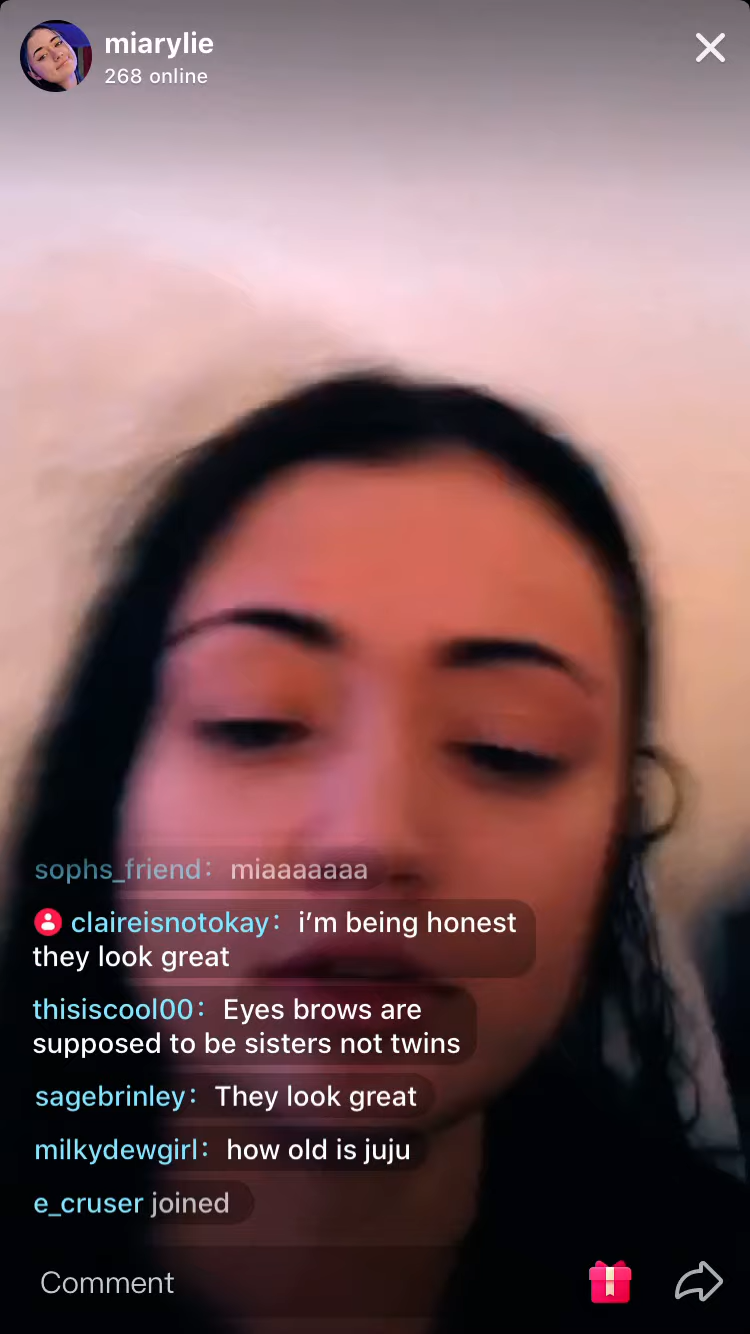 miarylie
268 online
sophs_friend: miaaaaaaa
claireisnotokay: i’m being honest
they look great
thisiscool00: Eyes brows are
supposed to be sisters not twins
sagebrinley: They look great
milkydewgirl: how old is juju
e_cruser joined
Comment